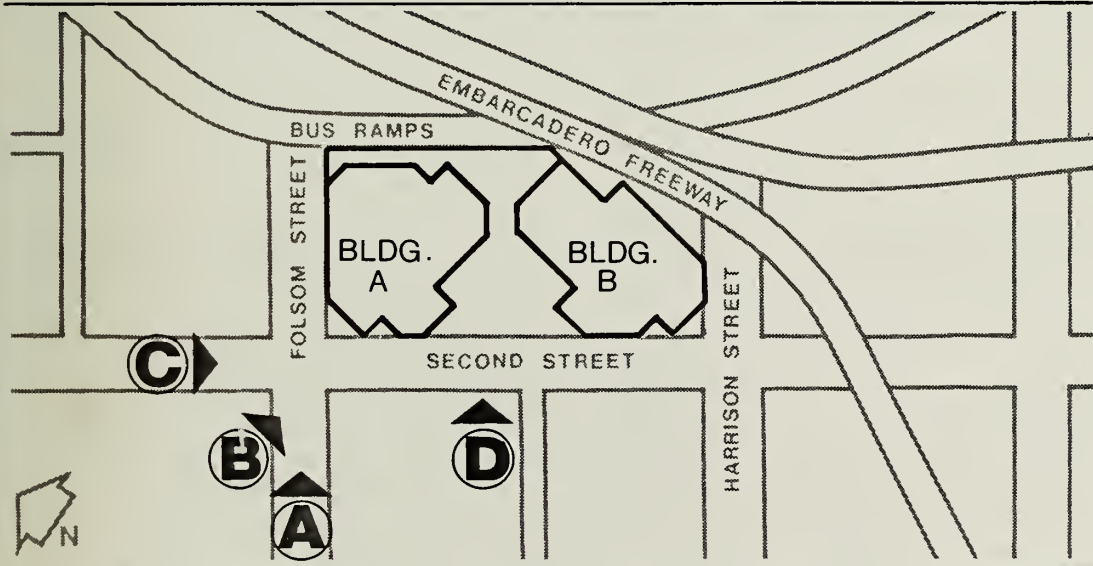 EMBARCADERO FREEWAY
BUS RAMPS
FOLSOM STREET
BLDG.
A
BLDG.
B
HARRISON STREET
SECOND STREET
C
B
D
A
N